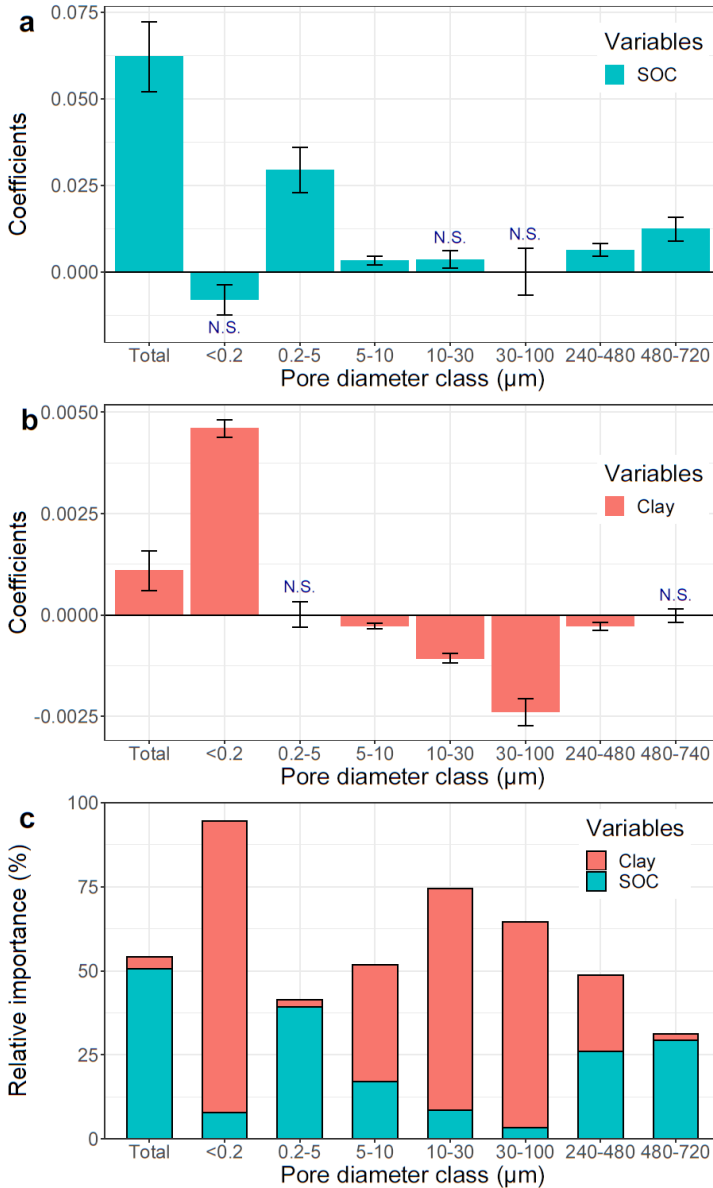 a
Coefficients
0.075
0.050
0.025
0.000
Variables
SOC
N.S.
N.S.
N.S.
Total <0.2 0.2-5 5-10 10-30 30-100 240-480 480-720
Pore diameter class (µm)
b
Coefficients
0.0050
0.0025
0.0000
-0.0025
Variables
Clay
N.S.
N.S.
Total <0.2 0.2-5 5-10 10-30 30-100 240-480 480-740
Pore diameter class (µm)
c
Relative importance (%)
100
75
50
25
0
Variables
Clay
SOC
Total <0.2 0.2-5 5-10 10-30 30-100 240-480 480-720
Pore diameter class (µm)